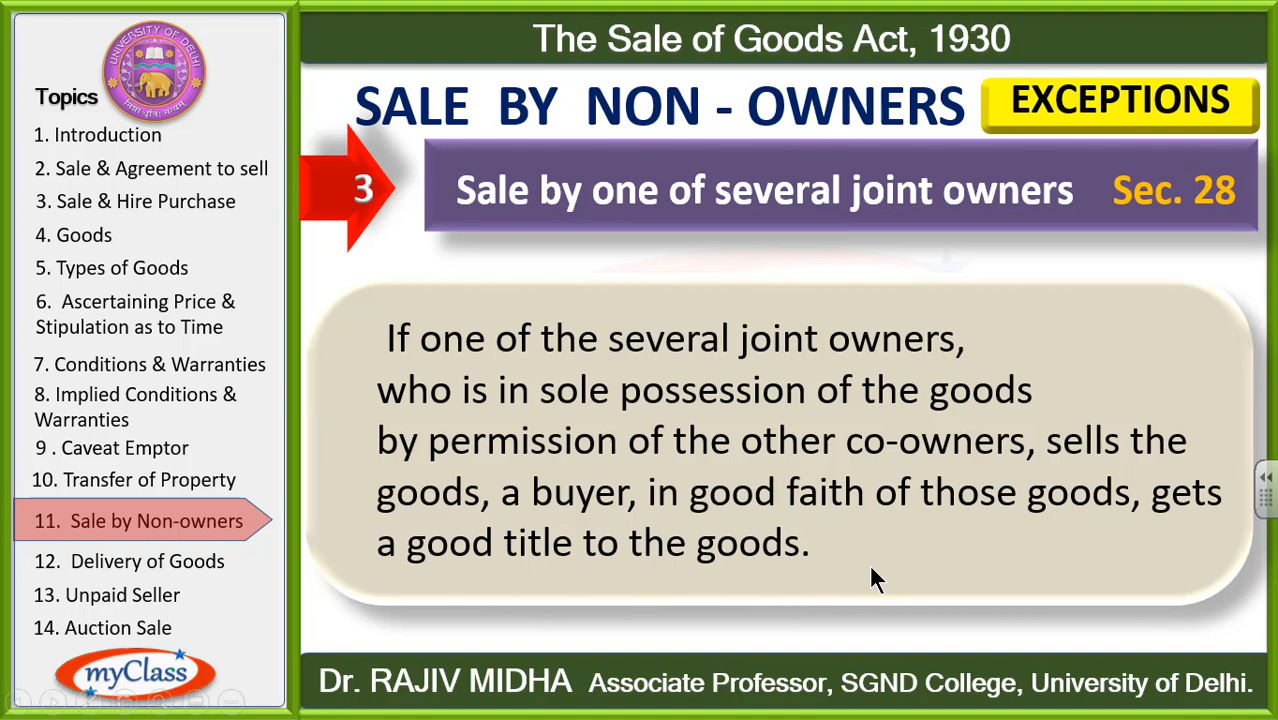 UNIVERSITY OF DELHI
Topics
1. Introduction
2. Sale & Agreement to sell
3. Sale & Hire Purchase
4. Goods
5. Types of Goods
6. Ascertaining Price &
Stipulation as to Time
7. Conditions & Warranties
8. Implied Conditions &
Warranties
9 . Caveat Emptor
10. Transfer of Property
11. Sale by Non-owners
12. Delivery of Goods
13. Unpaid Seller
14. Auction Sale
myClass
The Sale of Goods Act, 1930
SALE BY NON - OWNERS
EXCEPTIONS
3
Sale by one of several joint owners Sec. 28
If one of the several joint owners,
who is in sole possession of the goods
by permission of the other co-owners, sells the
goods, a buyer, in good faith of those goods, gets
a good title to the goods.
Dr. RAJIV MIDHA Associate Professor, SGND College, University of Delhi.